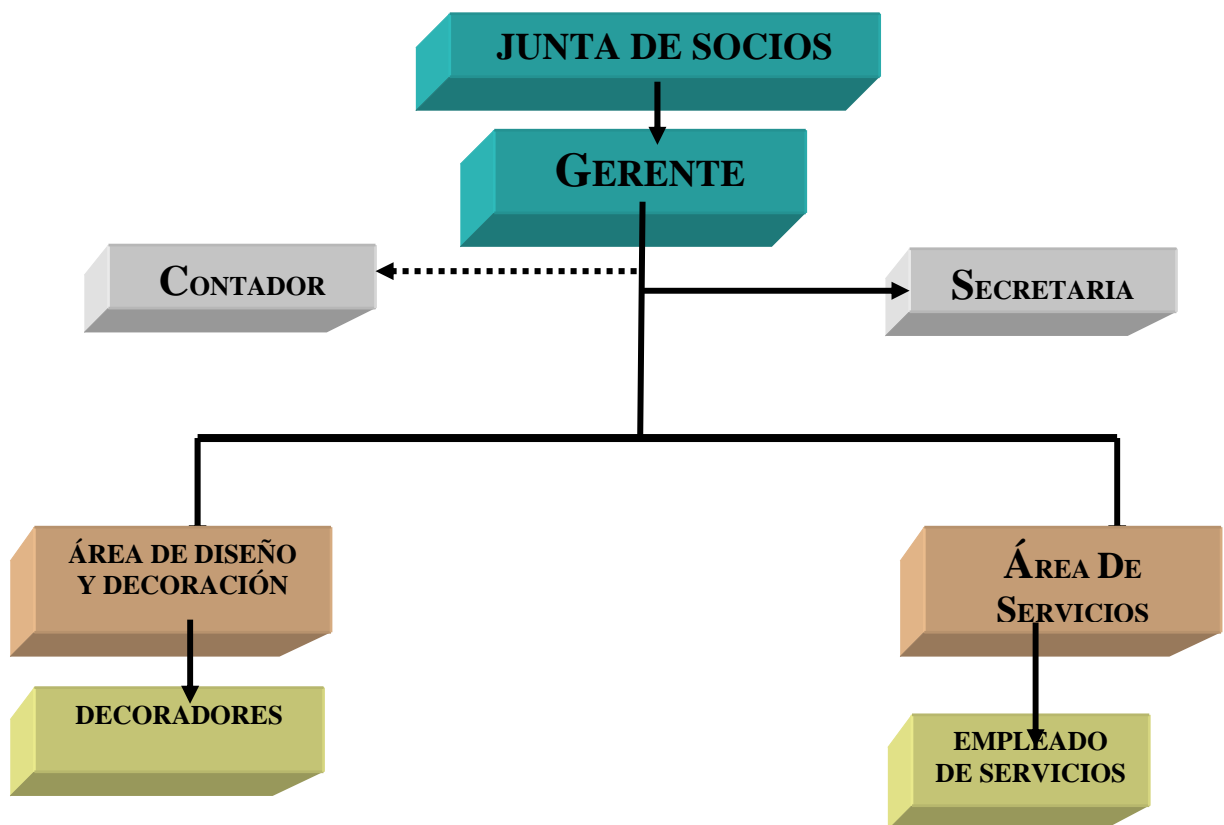 JUNTA DE SOCIOS
GERENTE
CONTADOR
SECRETARIA
ÁREA DE DISEÑO
Y DECORACIÓN
ÁREA DE
SERVICIOS
DECORADORES
EMPLEADO
DE SERVICIOS